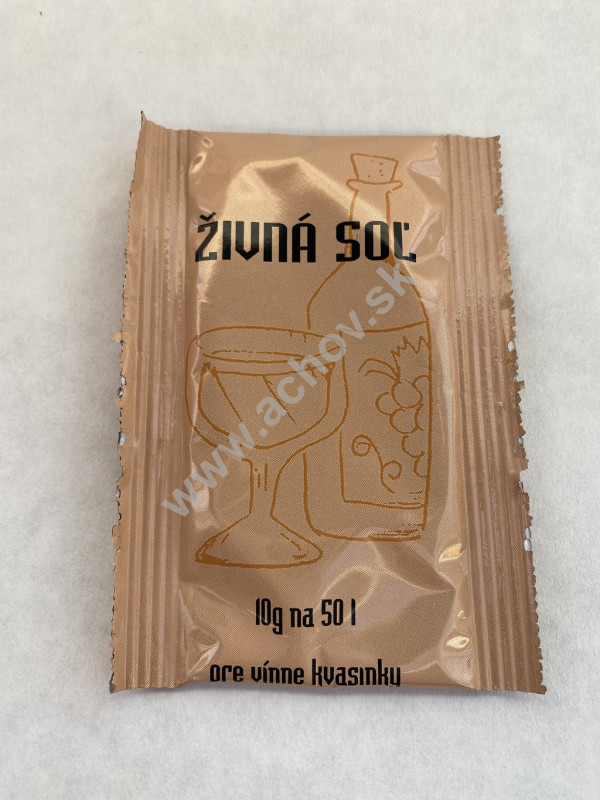 ŽIVNÁ SOĽ
www.achov.sk
10g na 50 l
pre vínne kvasinky